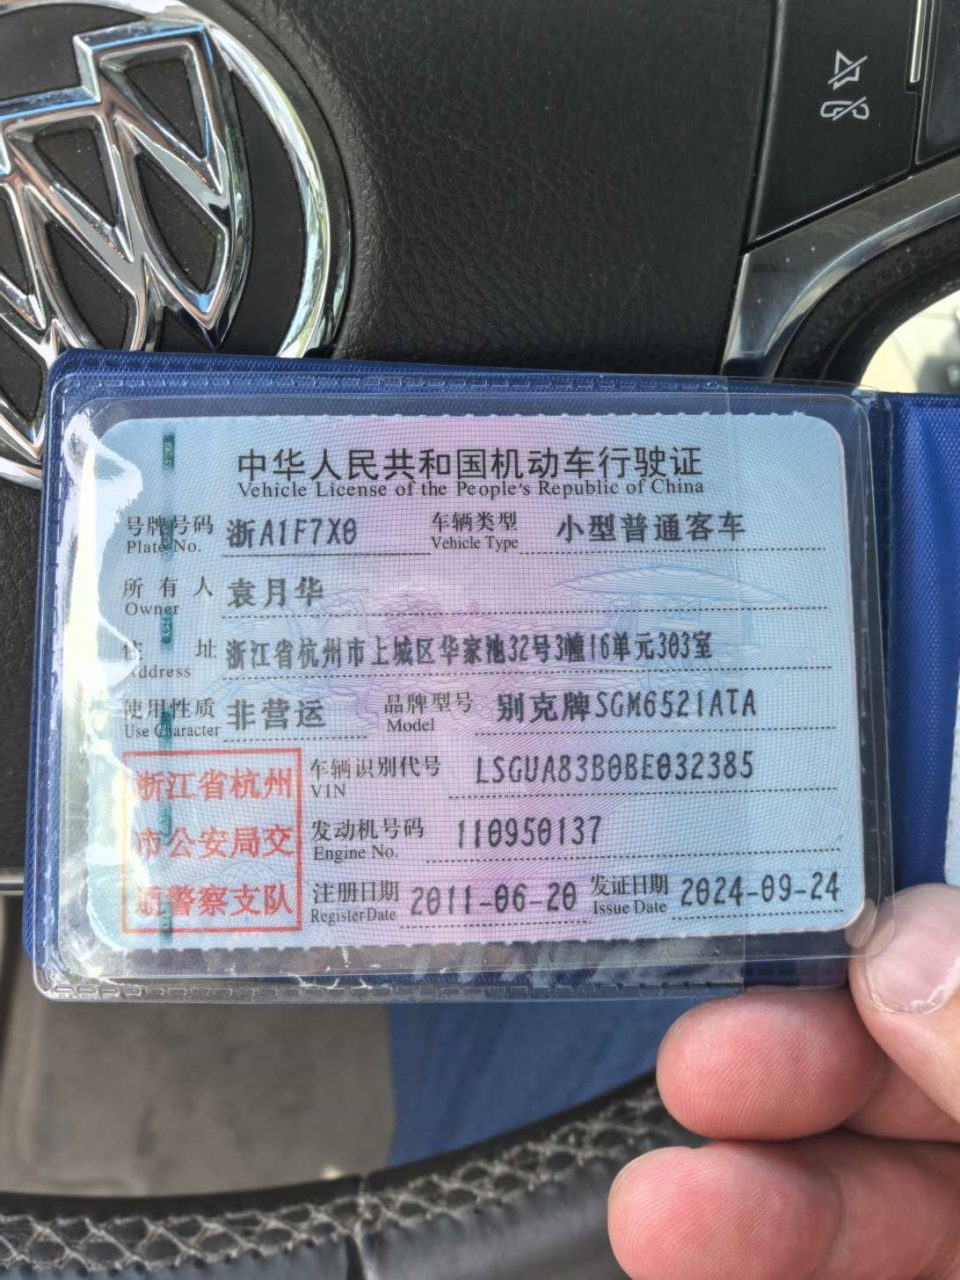 中华人民共和国机动车行驶证
Vehicle License of the People's Republic of China
号牌号码 浙A1F7X0 车辆类型 小型普通客车
Plate No. Vehicle Type
所有人 袁月华
Owner
住址 浙江省杭州市上城区华家池32号3幢16单元303室
Address
使用性质 非营运 品牌型号 别克牌SGM6521ATA
Use Character Model
浙江省杭州 车辆识别代号 LSGUA83B0BE032385
VIN
市公安局交 发动机号码 110950137
Engine No.
通警察支队 注册日期 2011-06-20 发证日期 2024-09-24
Register Date Issue Date